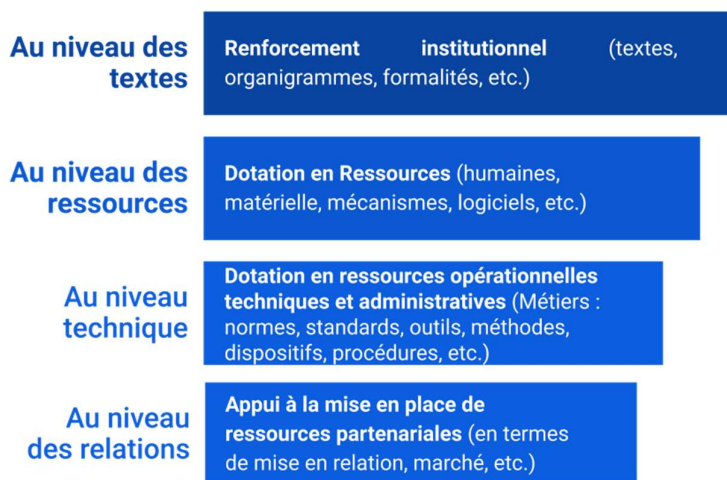 Au niveau des
textes
Renforcement institutionnel (textes,
organigrammes, formalités, etc.)
Au niveau des
ressources
Dotation en Ressources (humaines,
matérielle, mécanismes, logiciels, etc.)
Au niveau
technique
Dotation en ressources opérationnelles
techniques et administratives (Métiers :
normes, standards, outils, méthodes,
dispositifs, procédures, etc.)
Au niveau
des relations
Appui à la mise en place de
ressources partenariales (en termes
de mise en relation, marché, etc.)